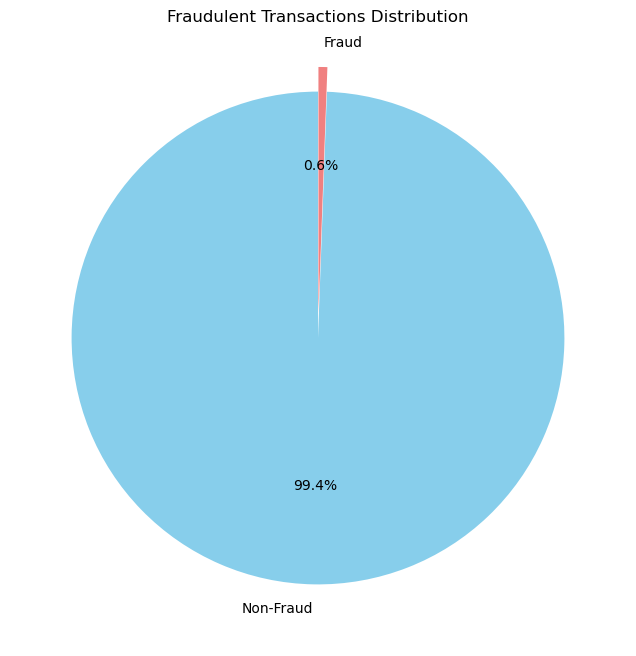 Fraudulent Transactions Distribution
Fraud
0.6%
99.4%
Non-Fraud